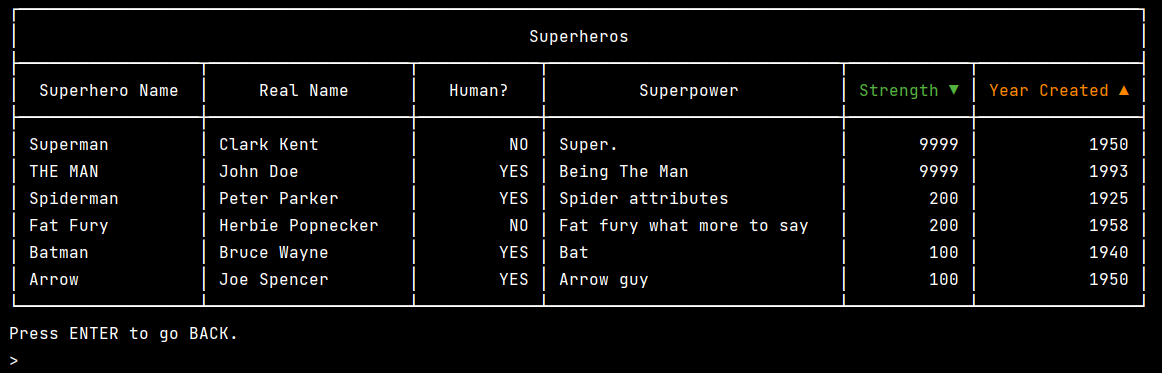 Superheros
Superhero Name Real Name Human? Superpower Strength ▼ Year Created ▲
Superman Clark Kent NO Super. 9999 1950
THE MAN John Doe YES Being The Man 9999 1993
Spiderman Peter Parker YES Spider attributes 200 1925
Fat Fury Herbie Popnecker NO Fat fury what more to say 200 1958
Batman Bruce Wayne YES Bat 100 1940
Arrow Joe Spencer YES Arrow guy 100 1950
Press ENTER to go BACK.
>